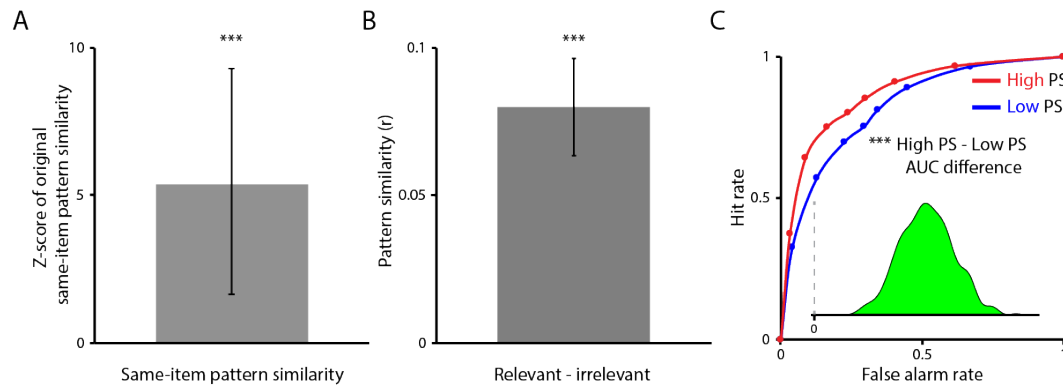 A
***
10
5
0
Z-score of original
same-item pattern similarity
Same-item pattern similarity
B
***
0.1
0.05
0
Pattern similarity (r)
Relevant - irrelevant
C
1
0.5
0
Hit rate
High PS
Low PS
*** High PS - Low PS
AUC difference
0
0
0.5
1
False alarm rate